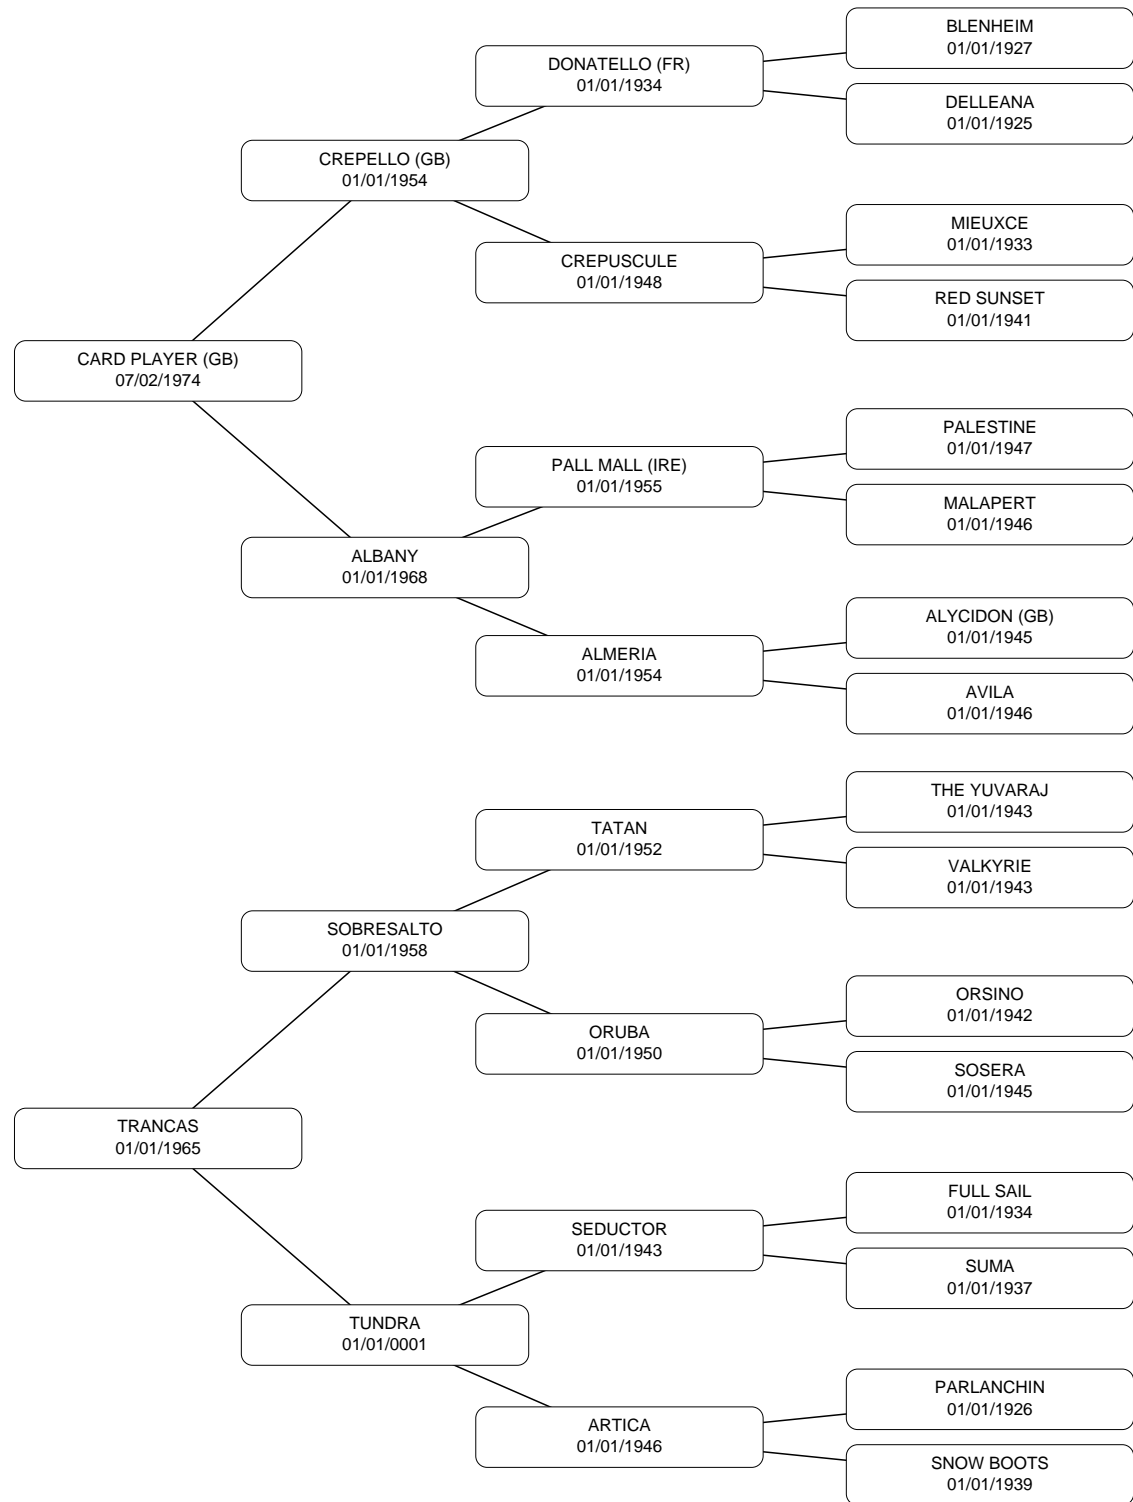 BLENHEIM
01/01/1927
DONATELLO (FR)
01/01/1934
DELLEANA
01/01/1925
CREPELLO (GB)
01/01/1954
MIEUXCE
01/01/1933
CREPUSCULE
01/01/1948
RED SUNSET
01/01/1941
CARD PLAYER (GB)
07/02/1974
PALESTINE
01/01/1947
PALL MALL (IRE)
01/01/1955
MALAPERT
01/01/1946
ALBANY
01/01/1968
ALYCIDON (GB)
01/01/1945
ALMERIA
01/01/1954
AVILA
01/01/1946
THE YUVARAJ
01/01/1943
TATAN
01/01/1952
VALKYRIE
01/01/1943
SOBRESALTO
01/01/1958
ORSINO
01/01/1942
ORUBA
01/01/1950
SOSERA
01/01/1945
TRANCAS
01/01/1965
FULL SAIL
01/01/1934
SEDUCTOR
01/01/1943
SUMA
01/01/1937
TUNDRA
01/01/0001
PARLANCHIN
01/01/1926
ARTICA
01/01/1946
SNOW BOOTS
01/01/1939